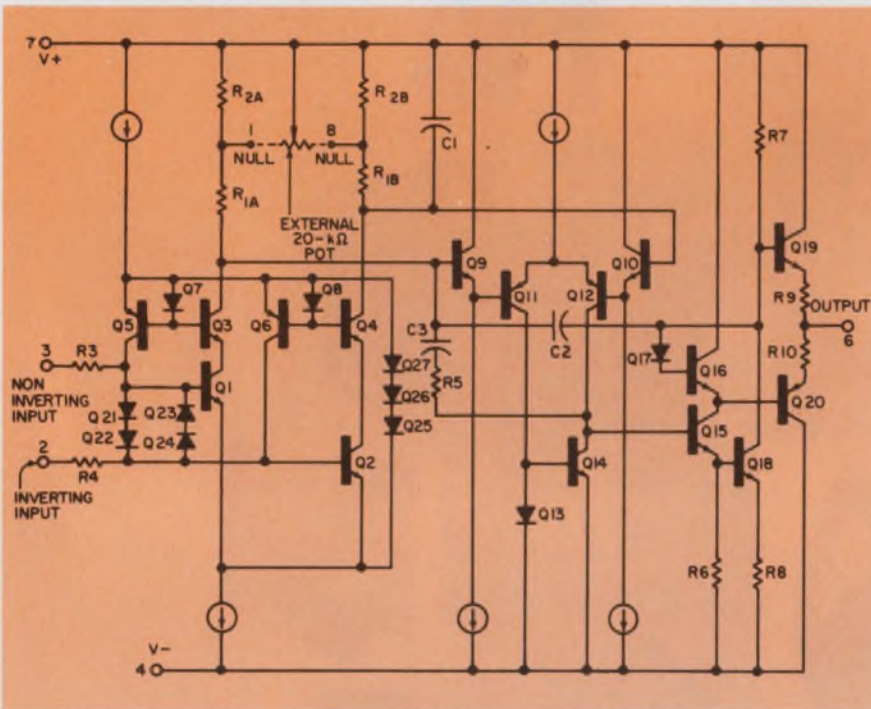 7
V+
R2A
R2B
C1
R7
1
8
NULL
NULL
R1A
R1B
EXTERNAL
20-kΩ
POT
Q9
Q10
Q19
Q11
Q12
R9
OUTPUT
6
Q7
Q8
Q5
Q3
Q6
Q4
C3
C2
R10
3
R3
Q27
Q17
Q16
Q20
NON
INVERTING
INPUT
Q1
R5
Q21
Q26
Q22
Q24
Q23
Q25
Q15
2
R4
Q2
Q14
Q18
INVERTING
INPUT
Q13
R6
R8
V-
4